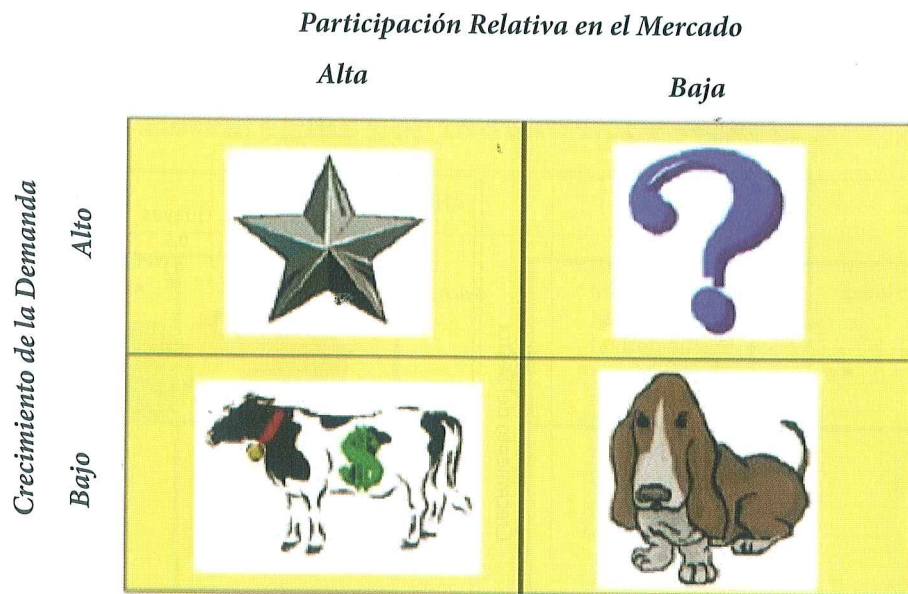 Participación Relativa en el Mercado
Alta
Baja
Crecimiento de la Demanda
Alto
Bajo
$